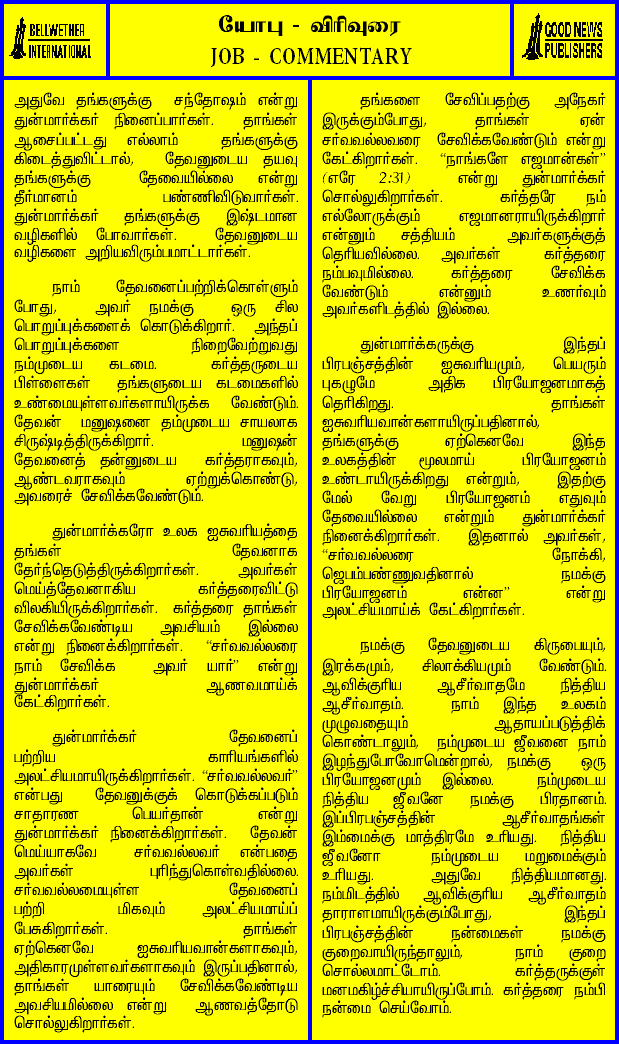 BELLWETHER
INTERNATIONAL
யோபு - விரிவுரை
JOB - COMMENTARY
GOOD NEWS
PUBLISHERS
அதுவே தங்களுக்கு சந்தோஷம் என்று
துன்மார்க்கர் நினைப்பார்கள். தாங்கள்
ஆசைப்பட்டது எல்லாம் தங்களுக்கு
கிடைத்துவிட்டால், தேவனுடைய தயவு
தங்களுக்கு தேவையில்லை என்று
தீர்மானம் பண்ணிவிடுவார்கள்.
துன்மார்க்கர் தங்களுக்கு இஷ்டமான
வழிகளில் போவார்கள். தேவனுடைய
வழிகளை அறியவிரும்பமாட்டார்கள்.
நாம் தேவனைப்பற்றிக்கொள்ளும்
போது, அவர் நமக்கு ஒரு சில
பொறுப்புக்களைக் கொடுக்கிறார். அந்தப்
பொறுப்புக்களை நிறைவேற்றுவது
நம்முடைய கடமை. கர்த்தருடைய
பிள்ளைகள் தங்களுடைய கடமைகளில்
உண்மையுள்ளவர்களாயிருக்க வேண்டும்.
தேவன் மனுஷனை தம்முடைய சாயலாக
சிருஷ்டித்திருக்கிறார். மனுஷன்
தேவனைத் தன்னுடைய கர்த்தராகவும்,
ஆண்டவராகவும் ஏற்றுக்கொண்டு,
அவரைச் சேவிக்கவேண்டும்.
துன்மார்க்கரோ உலக ஐசுவரியத்தை
தங்கள் தேவனாக
தேர்ந்தெடுத்திருக்கிறார்கள். அவர்கள்
மெய்த்தேவனாகிய கர்த்தரைவிட்டு
விலகியிருக்கிறார்கள். கர்த்தரை தாங்கள்
சேவிக்கவேண்டிய அவசியம் இல்லை
என்று நினைக்கிறார்கள். “சர்வவல்லரை
நாம் சேவிக்க அவர் யார்” என்று
துன்மார்க்கர் ஆணவமாய்க்
கேட்கிறார்கள்.
துன்மார்க்கர் தேவனைப்
பற்றிய காரியங்களில்
அலட்சியமாயிருக்கிறார்கள். “சர்வவல்லவர்”
என்பது தேவனுக்குக் கொடுக்கப்படும்
சாதாரண பெயர்தான் என்று
துன்மார்க்கர் நினைக்கிறார்கள். தேவன்
மெய்யாகவே சர்வவல்லவர் என்பதை
அவர்கள் புரிந்துகொள்வதில்லை.
சர்வவல்லமையுள்ள தேவனைப்
பற்றி மிகவும் அலட்சியமாய்ப்
பேசுகிறார்கள். தாங்கள்
ஏற்கெனவே ஐசுவரியவான்களாகவும்,
அதிகாரமுள்ளவர்களாகவும் இருப்பதினால்,
தாங்கள் யாரையும் சேவிக்கவேண்டிய
அவசியமில்லை என்று ஆணவத்தோடு
சொல்லுகிறார்கள்.
தங்களை சேவிப்பதற்கு அநேகர்
இருக்கும்போது, தாங்கள் ஏன்
சர்வவல்லவரை சேவிக்கவேண்டும் என்று
கேட்கிறார்கள். “நாங்களே எஜமான்கள்”
(எரே 2:31) என்று துன்மார்க்கர்
சொல்லுகிறார்கள். கர்த்தரே நம்
எல்லோருக்கும் எஜமானராயிருக்கிறார்
என்னும் சத்தியம் அவர்களுக்குத்
தெரியவில்லை. அவர்கள் கர்த்தரை
நம்பவுமில்லை. கர்த்தரை சேவிக்க
வேண்டும் என்னும் உணர்வும்
அவர்களிடத்தில் இல்லை.
துன்மார்க்கருக்கு இந்தப்
பிரபஞ்சத்தின் ஐசுவரியமும், பெயரும்
புகழுமே அதிக பிரயோஜனமாகத்
தெரிகிறது. தாங்கள்
ஐசுவரியவான்களாயிருப்பதினால்,
தங்களுக்கு ஏற்கெனவே இந்த
உலகத்தின் மூலமாய் பிரயோஜனம்
உண்டாயிருக்கிறது என்றும், இதற்கு
மேல் வேறு பிரயோஜனம் எதுவும்
தேவையில்லை என்றும் துன்மார்க்கர்
நினைக்கிறார்கள். இதனால் அவர்கள்,
“சர்வவல்லரை நோக்கி,
ஜெபம்பண்ணுவதினால் நமக்கு
பிரயோஜனம் என்ன” என்று
அலட்சியமாய்க் கேட்கிறார்கள்.
நமக்கு தேவனுடைய கிருபையும்,
இரக்கமும், சிலாக்கியமும் வேண்டும்.
ஆவிக்குரிய ஆசீர்வாதமே நித்திய
ஆசீர்வாதம். நாம் இந்த உலகம்
முழுவதையும் ஆதாயப்படுத்திக்
கொண்டாலும், நம்முடைய ஜீவனை நாம்
இழந்துபோவோமென்றால், நமக்கு ஒரு
பிரயோஜனமும் இல்லை. நம்முடைய
நித்திய ஜீவனே நமக்கு பிரதானம்.
இப்பிரபஞ்சத்தின் ஆசீர்வாதங்கள்
இம்மைக்கு மாத்திரமே உரியது. நித்திய
ஜீவனோ நம்முடைய மறுமைக்கும்
உரியது. அதுவே நித்தியமானது.
நம்மிடத்தில் ஆவிக்குரிய ஆசீர்வாதம்
தாராளமாயிருக்கும்போது, இந்தப்
பிரபஞ்சத்தின் நன்மைகள் நமக்கு
குறைவாயிருந்தாலும், நாம் குறை
சொல்லமாட்டோம். கர்த்தருக்குள்
மனமகிழ்ச்சியாயிருப்போம். கர்த்தரை நம்பி
நன்மை செய்வோம்.